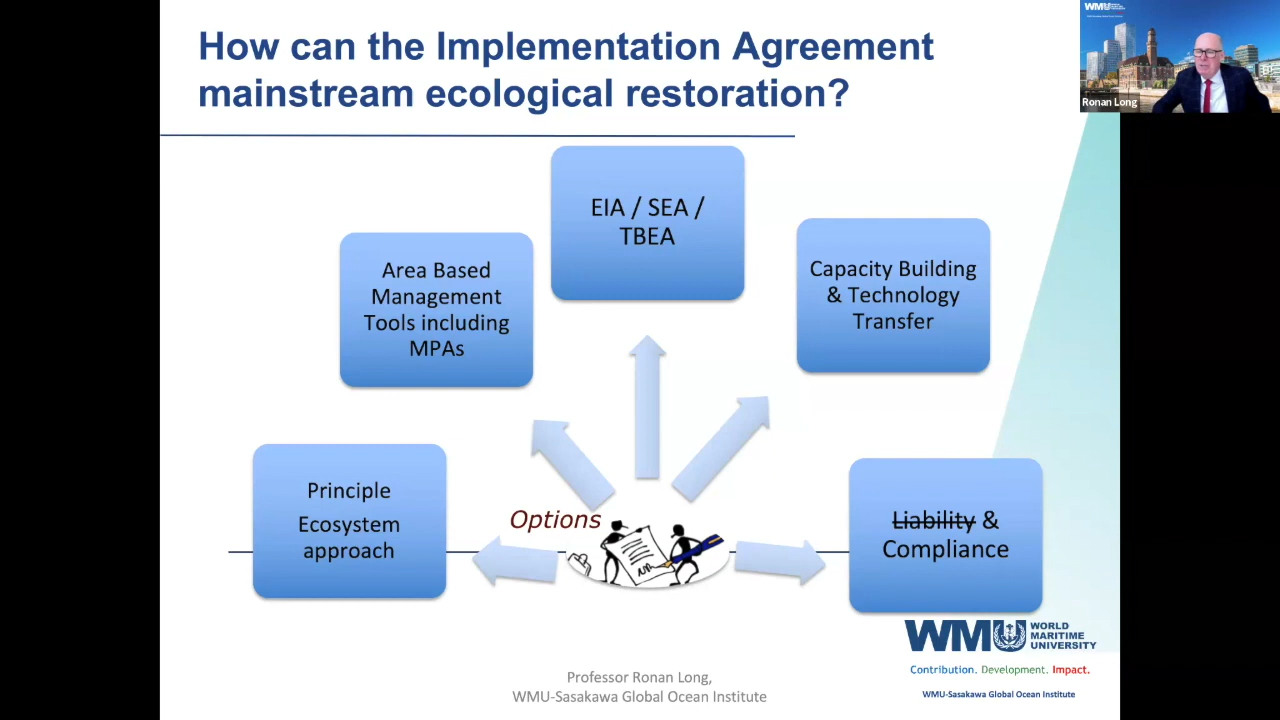 How can the Implementation Agreement
mainstream ecological restoration?
WMU
Ronan Long
EIA / SEA /
TBEA
Area Based
Management
Tools including
MPAs
Capacity Building
& Technology
Transfer
Principle
Ecosystem
approach
Options
Liability &
Compliance
WMU
WORLD
MARITIME
UNIVERSITY
Contribution. Development. Impact.
WMU-Sasakawa Global Ocean Institute
Professor Ronan Long,
WMU-Sasakawa Global Ocean Institute